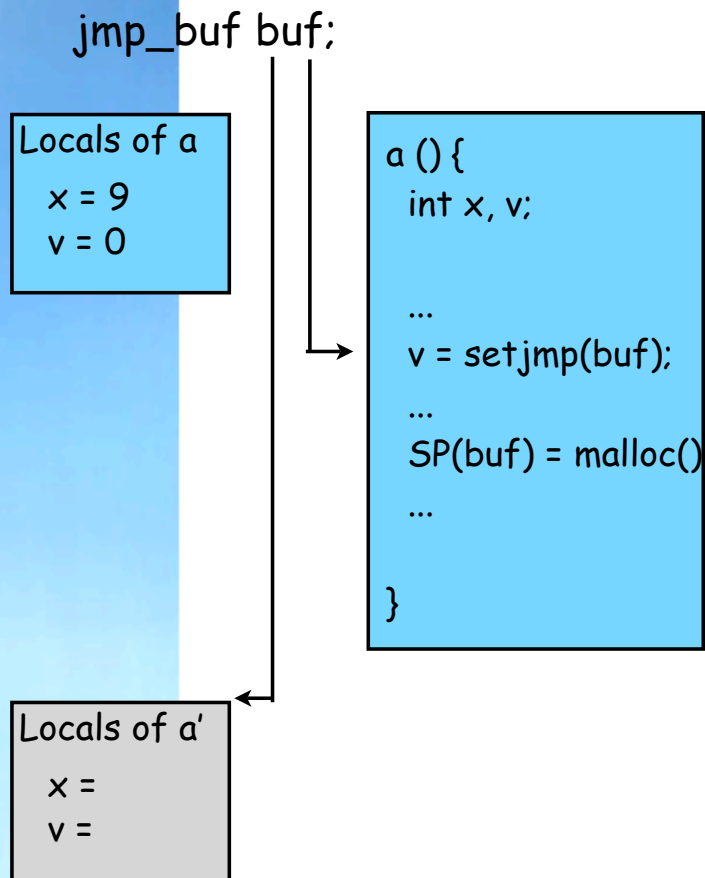 jmp_buf buf;
Locals of a
x = 9
v = 0
a () {
int x, v;
...
v = setjmp(buf);
...
SP(buf) = malloc()
...
}
Locals of a'
x =
v =